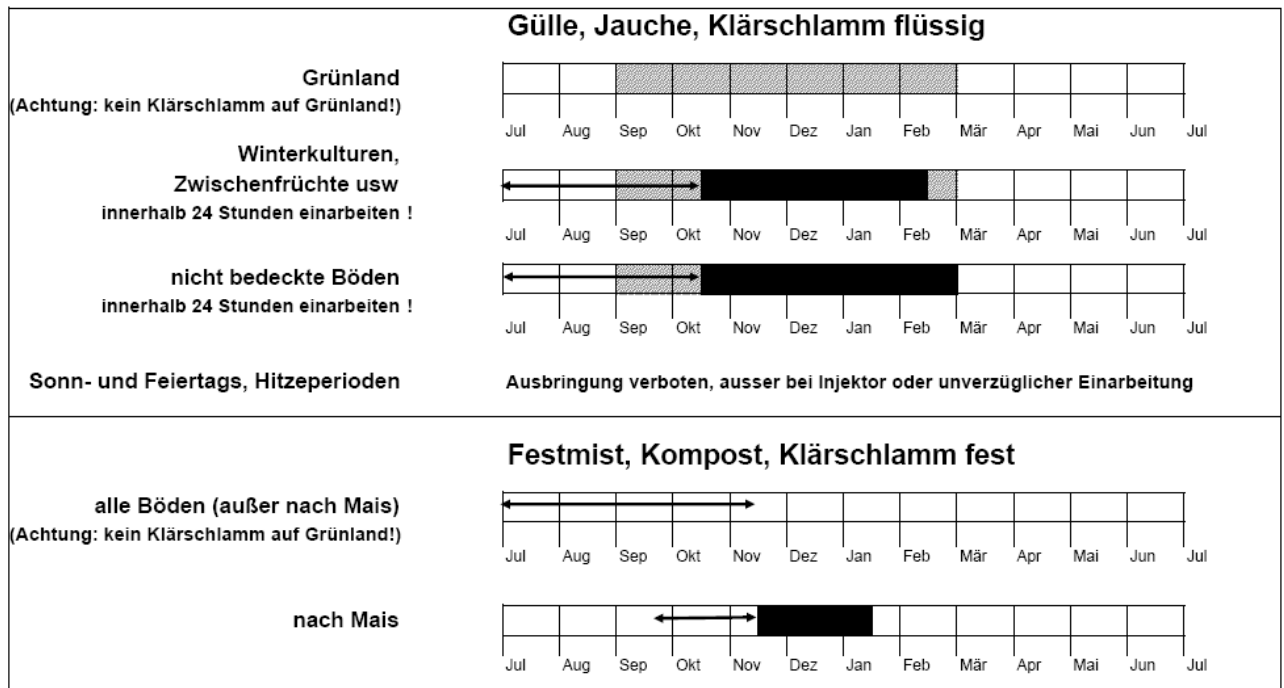 Gülle, Jauche, Klärschlamm flüssig
Grünland
(Achtung: kein Klärschlamm auf Grünland!)
Jul Aug Sep Okt Nov Dez Jan Feb Mär Apr Mai Jun Jul
Winterkulturen,
Zwischenfrüchte usw
innerhalb 24 Stunden einarbeiten !
Jul Aug Sep Okt Nov Dez Jan Feb Mär Apr Mai Jun Jul
nicht bedeckte Böden
innerhalb 24 Stunden einarbeiten !
Jul Aug Sep Okt Nov Dez Jan Feb Mär Apr Mai Jun Jul
Sonn- und Feiertags, Hitzeperioden Ausbringung verboten, ausser bei Injektor oder unverzüglicher Einarbeitung
Festmist, Kompost, Klärschlamm fest
alle Böden (außer nach Mais)
(Achtung: kein Klärschlamm auf Grünland!)
Jul Aug Sep Okt Nov Dez Jan Feb Mär Apr Mai Jun Jul
nach Mais
Jul Aug Sep Okt Nov Dez Jan Feb Mär Apr Mai Jun Jul